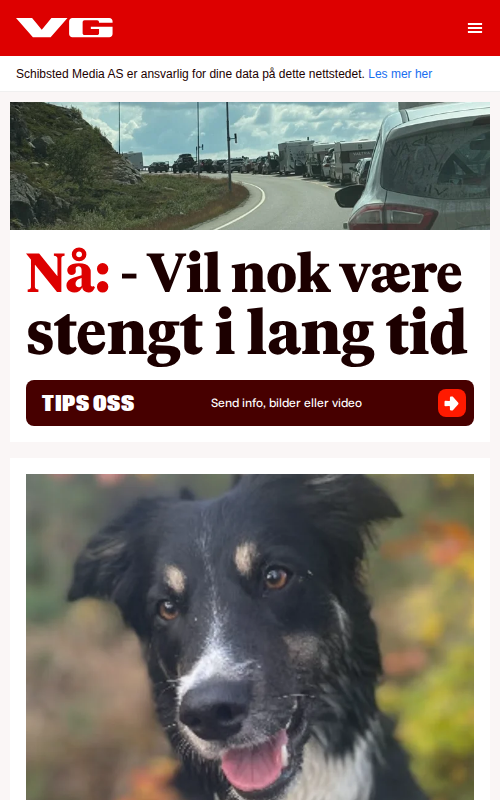 VG
Schibsted Media AS er ansvarlig for dine data på dette nettstedet. Les mer her
Nå: - Vil nok være
stengt i lang tid
TIPS OSS
Send info, bilder eller video